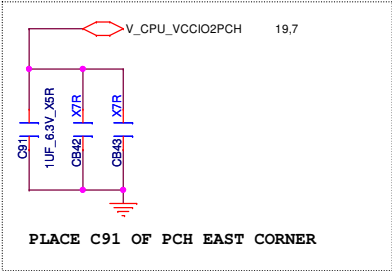 V_CPU_VCCIO2PCH 19,7
C91
1UF_6.3V_X5R
CB42
X7R
CB43
X7R
PLACE C91 OF PCH EAST CORNER